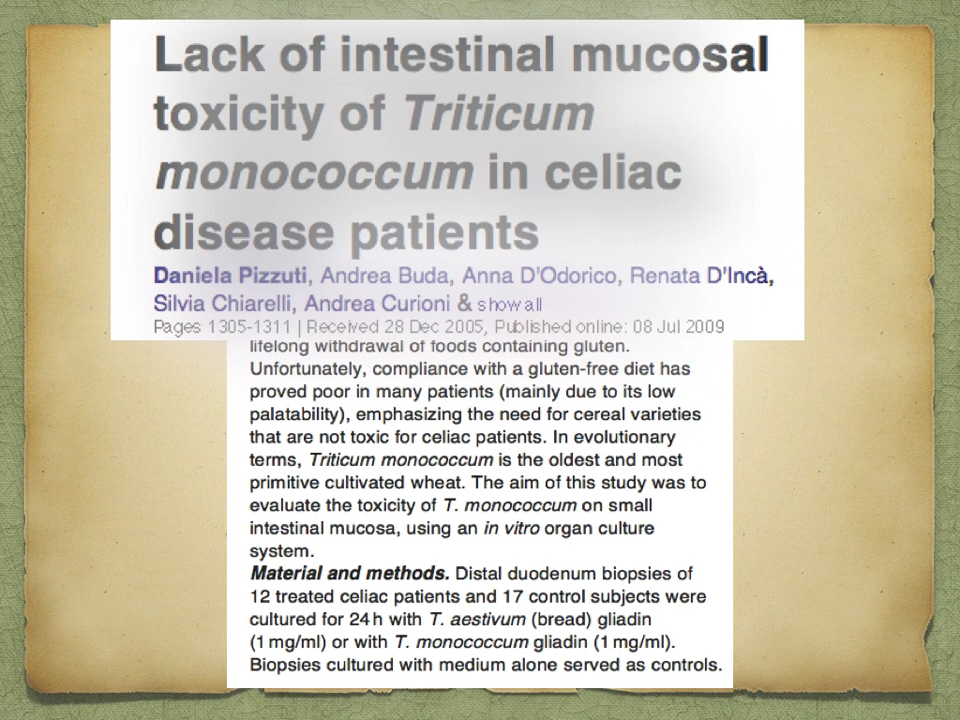 Lack of intestinal mucosal
toxicity of Triticum
monococcum in celiac
disease patients
Daniela Pizzuti, Andrea Buda, Anna D'Odorico, Renata D'Incà,
Silvia Chiarelli, Andrea Curioni & show all
Pages 1305-1311 | Received 28 Dec 2005, Published online: 08 Jul 2009
lifelong withdrawal of foods containing gluten.
Unfortunately, compliance with a gluten-free diet has
proved poor in many patients (mainly due to its low
palatability), emphasizing the need for cereal varieties
that are not toxic for celiac patients. In evolutionary
terms, Triticum monococcum is the oldest and most
primitive cultivated wheat. The aim of this study was to
evaluate the toxicity of T. monococcum on small
intestinal mucosa, using an in vitro organ culture
system.
Material and methods. Distal duodenum biopsies of
12 treated celiac patients and 17 control subjects were
cultured for 24 h with T. aestivum (bread) gliadin
(1 mg/ml) or with T. monococcum gliadin (1 mg/ml).
Biopsies cultured with medium alone served as controls.